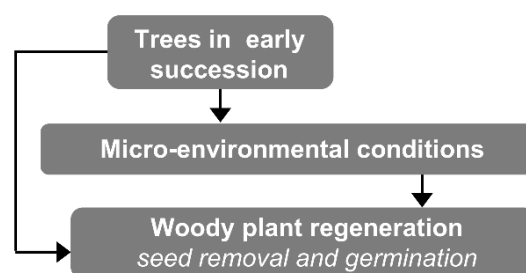 Trees in early
succession
Micro-environmental conditions
Woody plant regeneration
seed removal and germination